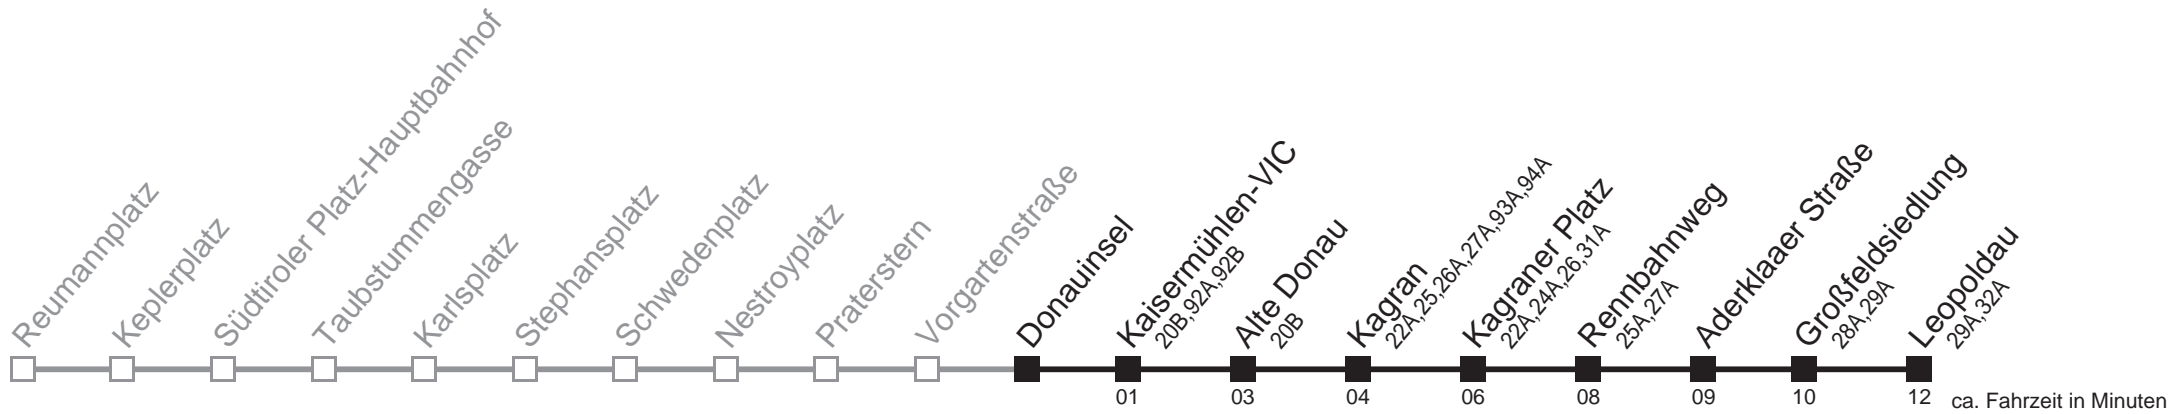 Reumannplatz
Keplerplatz
Südtiroler Platz-Hauptbahnhof
Taubstummengasse
Karlsplatz
Stephansplatz
Schwedenplatz
Nestroyplatz
Praterstern
Vorgartenstraße
Donauinsel
Kaisermühlen-VIC
20B,92A,92B
Alte Donau
20B
Kagran
22A,25,26A,27A,93A,94A
Kagraner Platz
22A,24A,26,31A
Rennbahnweg
25A,27A
Aderklaaer Straße
Großfeldsiedlung
28A,29A
Leopoldau
29A,32A
01 03 04 06 08 09 10 12 ca. Fahrzeit in Minuten